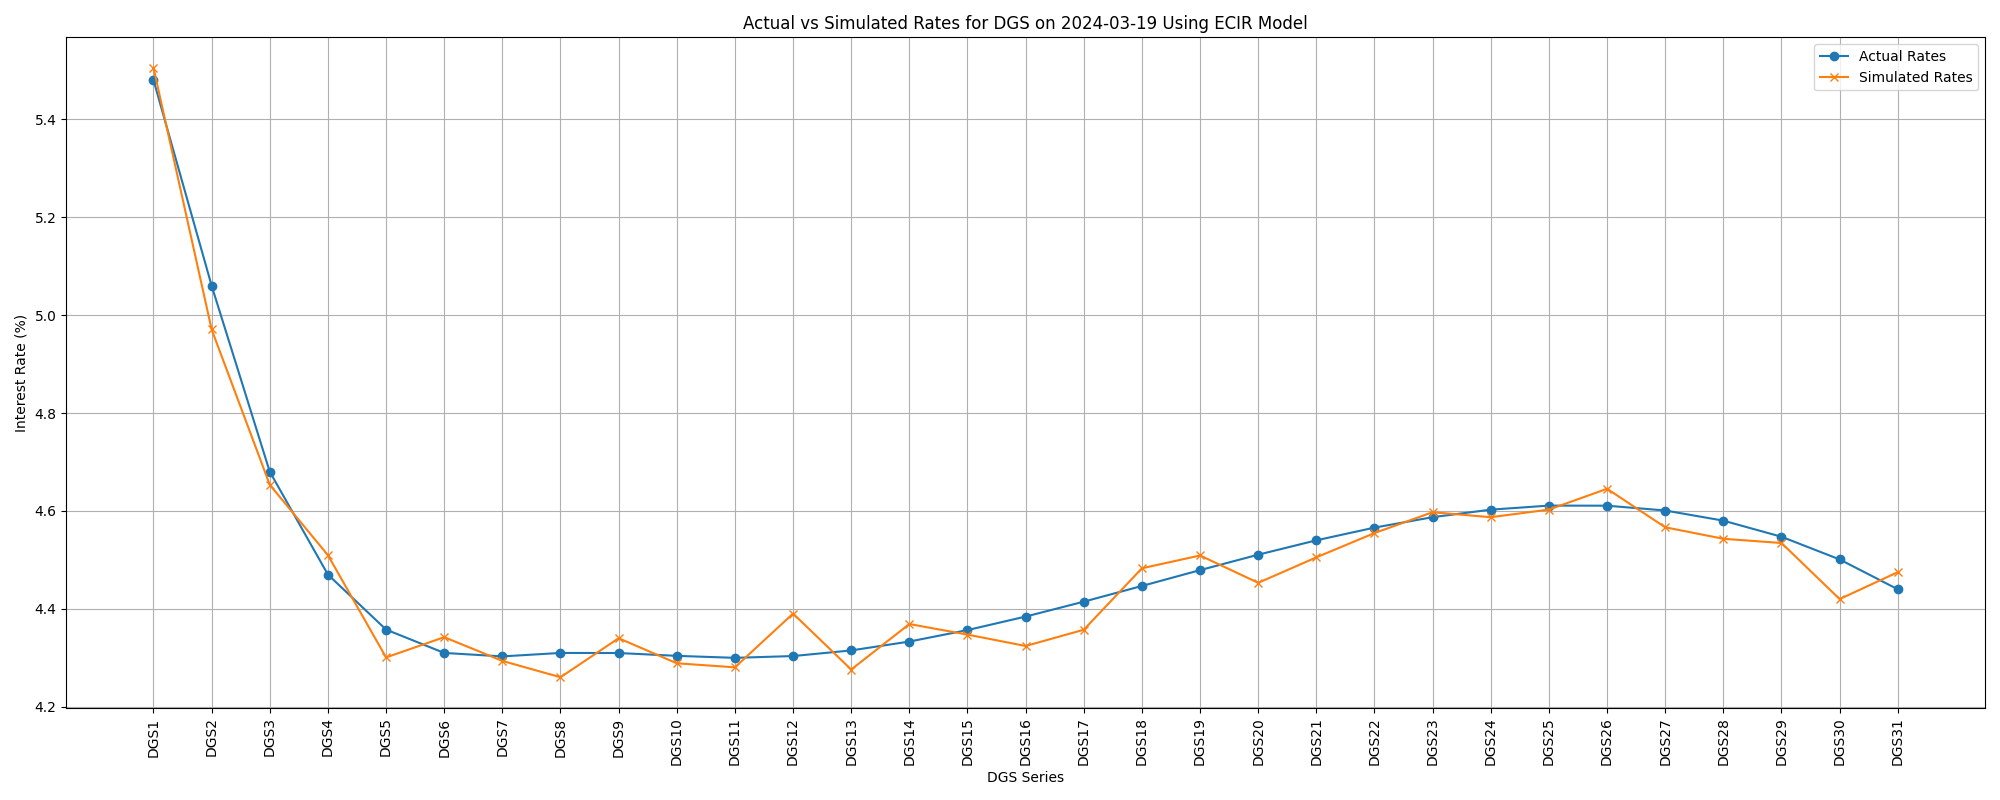 Actual vs Simulated Rates for DGS on 2024-03-19 Using ECIR Model
Actual Rates
Simulated Rates
Interest Rate (%)
5.4
5.2
5.0
4.8
4.6
4.4
4.2
DGS1
DGS2
DGS3
DGS4
DGS5
DGS6
DGS7
DGS8
DGS9
DGS10
DGS11
DGS12
DGS13
DGS14
DGS15
DGS16
DGS17
DGS18
DGS19
DGS20
DGS21
DGS22
DGS23
DGS24
DGS25
DGS26
DGS27
DGS28
DGS29
DGS30
DGS31
DGS Series